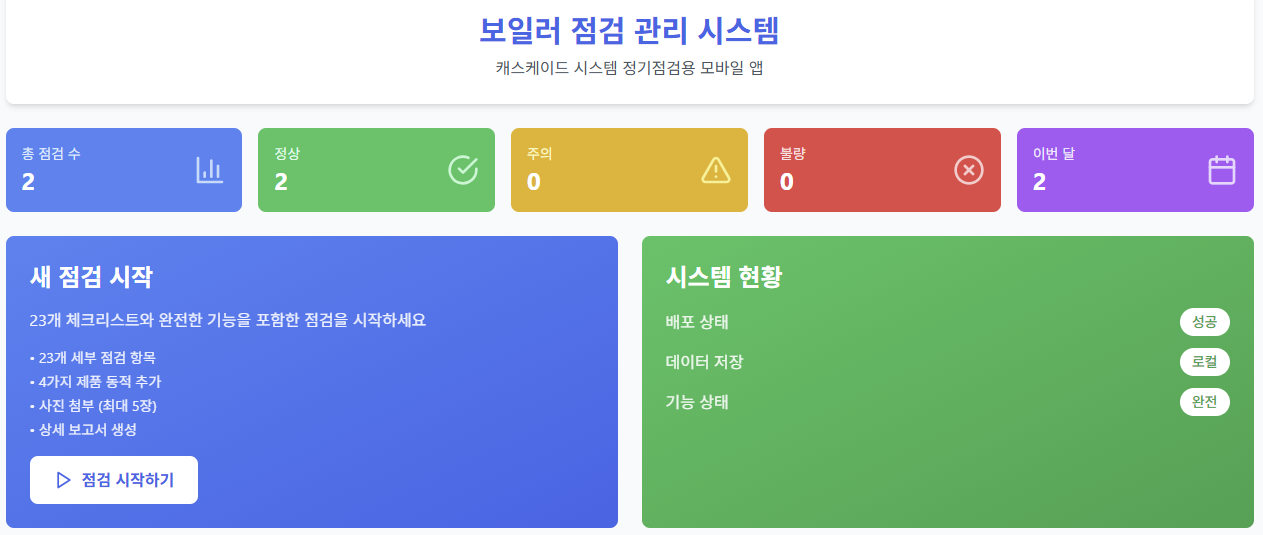 보일러 점검 관리 시스템
캐스케이드 시스템 정기점검용 모바일 앱
총 점검 수
2
정상
2
주의
0
불량
0
이번 달
2
새 점검 시작
23개 체크리스트와 완전한 기능을 포함한 점검을 시작하세요
• 23개 세부 점검 항목
• 4가지 제품 동적 추가
• 사진 첨부 (최대 5장)
• 상세 보고서 생성
점검 시작하기
시스템 현황
배포 상태 성공
데이터 저장 로컬
기능 상태 완전